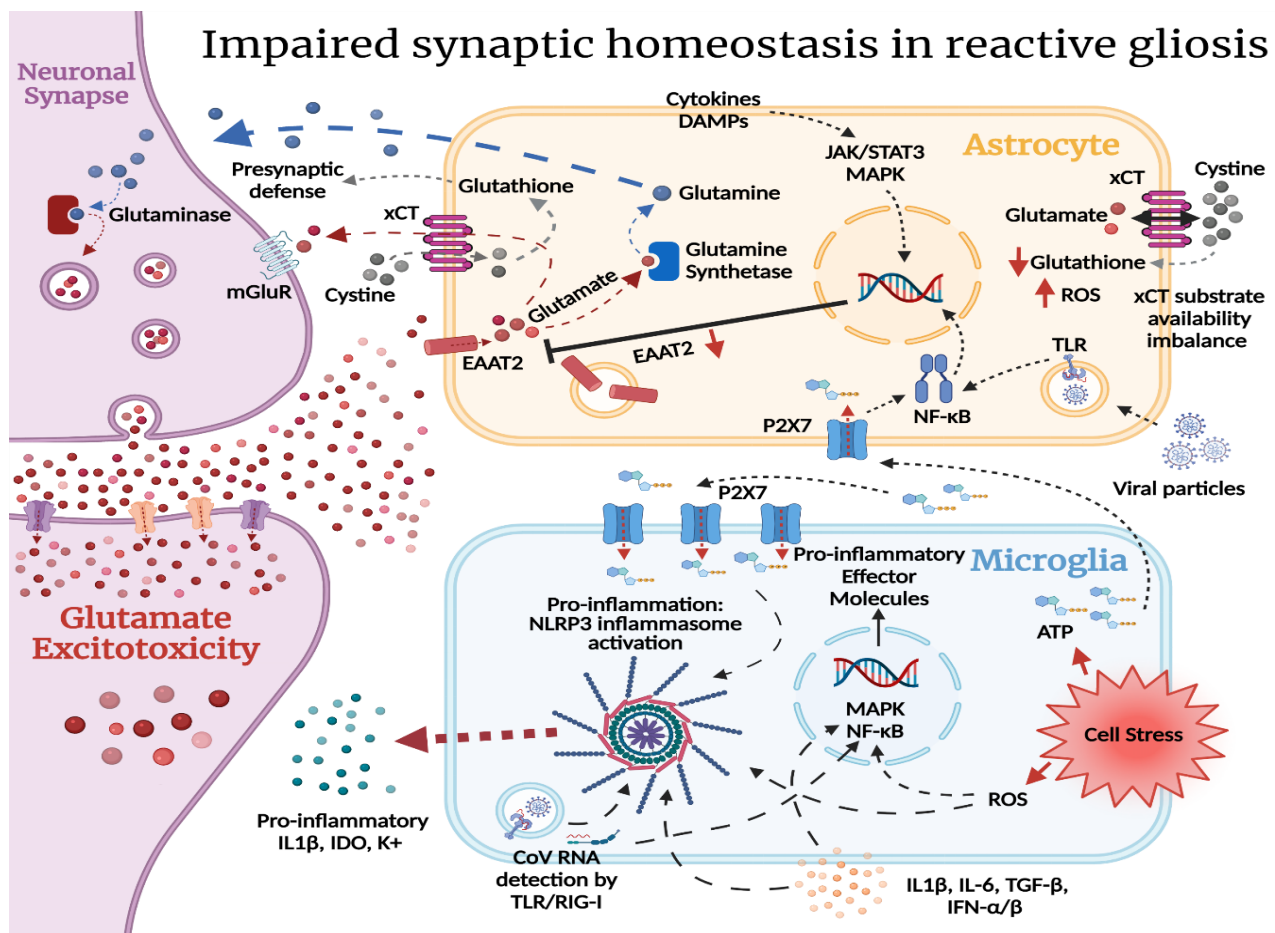 Impaired synaptic homeostasis in reactive gliosis
Neuronal
Synapse
Glutaminase
mGluR
Presynaptic
defense
xCT
Cystine
Glutathione
Glutamine
Glutamine
Synthetase
Glutamate
EAAT2
Cytokines
DAMPs
JAK/STAT3
MAPK
Astrocyte
EAAT2
P2X7
NF-κB
TLR
xCT
Cystine
Glutamate
Glutathione
ROS
xCT substrate
availability
imbalance
Viral particles
Glutamate
Excitotoxicity
P2X7
Microglia
Pro-inflammatory
Effector
Molecules
Pro-inflammation:
NLRP3 inflammasome
activation
MAPK
NF-κB
ATP
Cell Stress
ROS
Pro-inflammatory
IL1β, IDO, K+
CoV RNA
detection by
TLR/RIG-I
IL1β, IL-6, TGF-β,
IFN-α/β